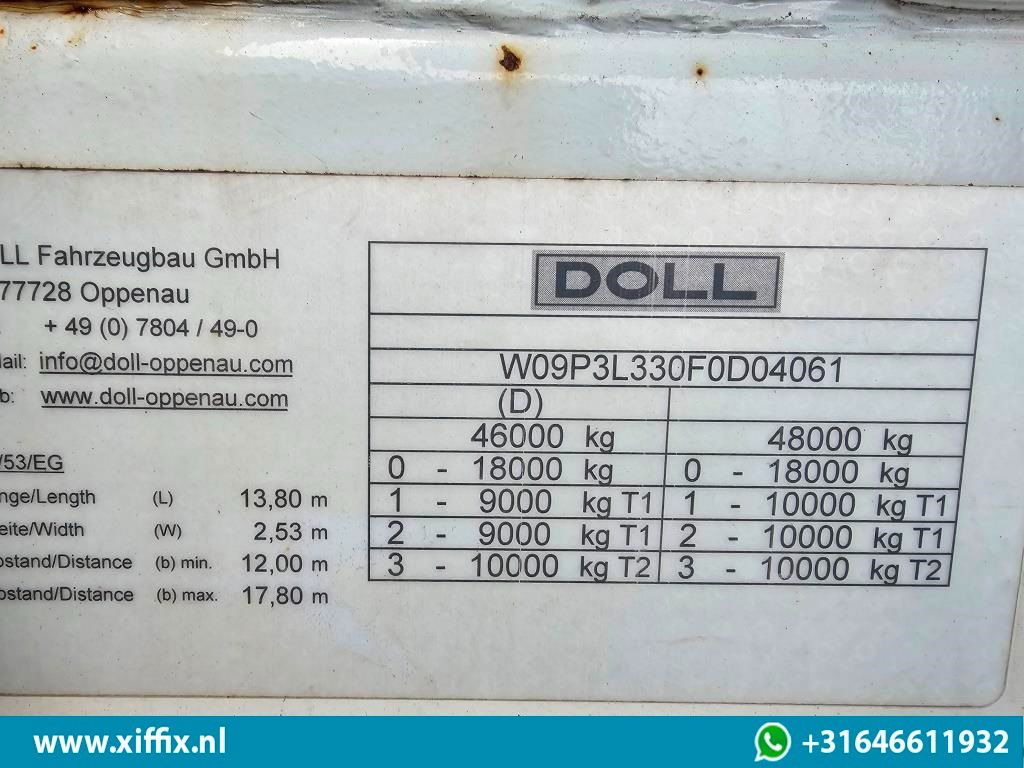 LL Fahrzeugbau GmbH
77728 Oppenau
+ 49 (0) 7804 / 49-0
ail: info@doll-oppenau.com
b: www.doll-oppenau.com
/53/EG
nge/Length (L) 13,80 m
eite/Width (W) 2,53 m
ostand/Distance (b) min. 12,00 m
ostand/Distance (b) max. 17,80 m
DOLL
W09P3L330F0D04061
(D)
46000 kg 48000 kg
0 - 18000 kg 0 - 18000 kg
1 - 9000 kg T1 1 - 10000 kg T1
2 - 9000 kg T1 2 - 10000 kg T1
3 - 10000 kg T2 3 - 10000 kg T2
www.xiffix.nl +31646611932